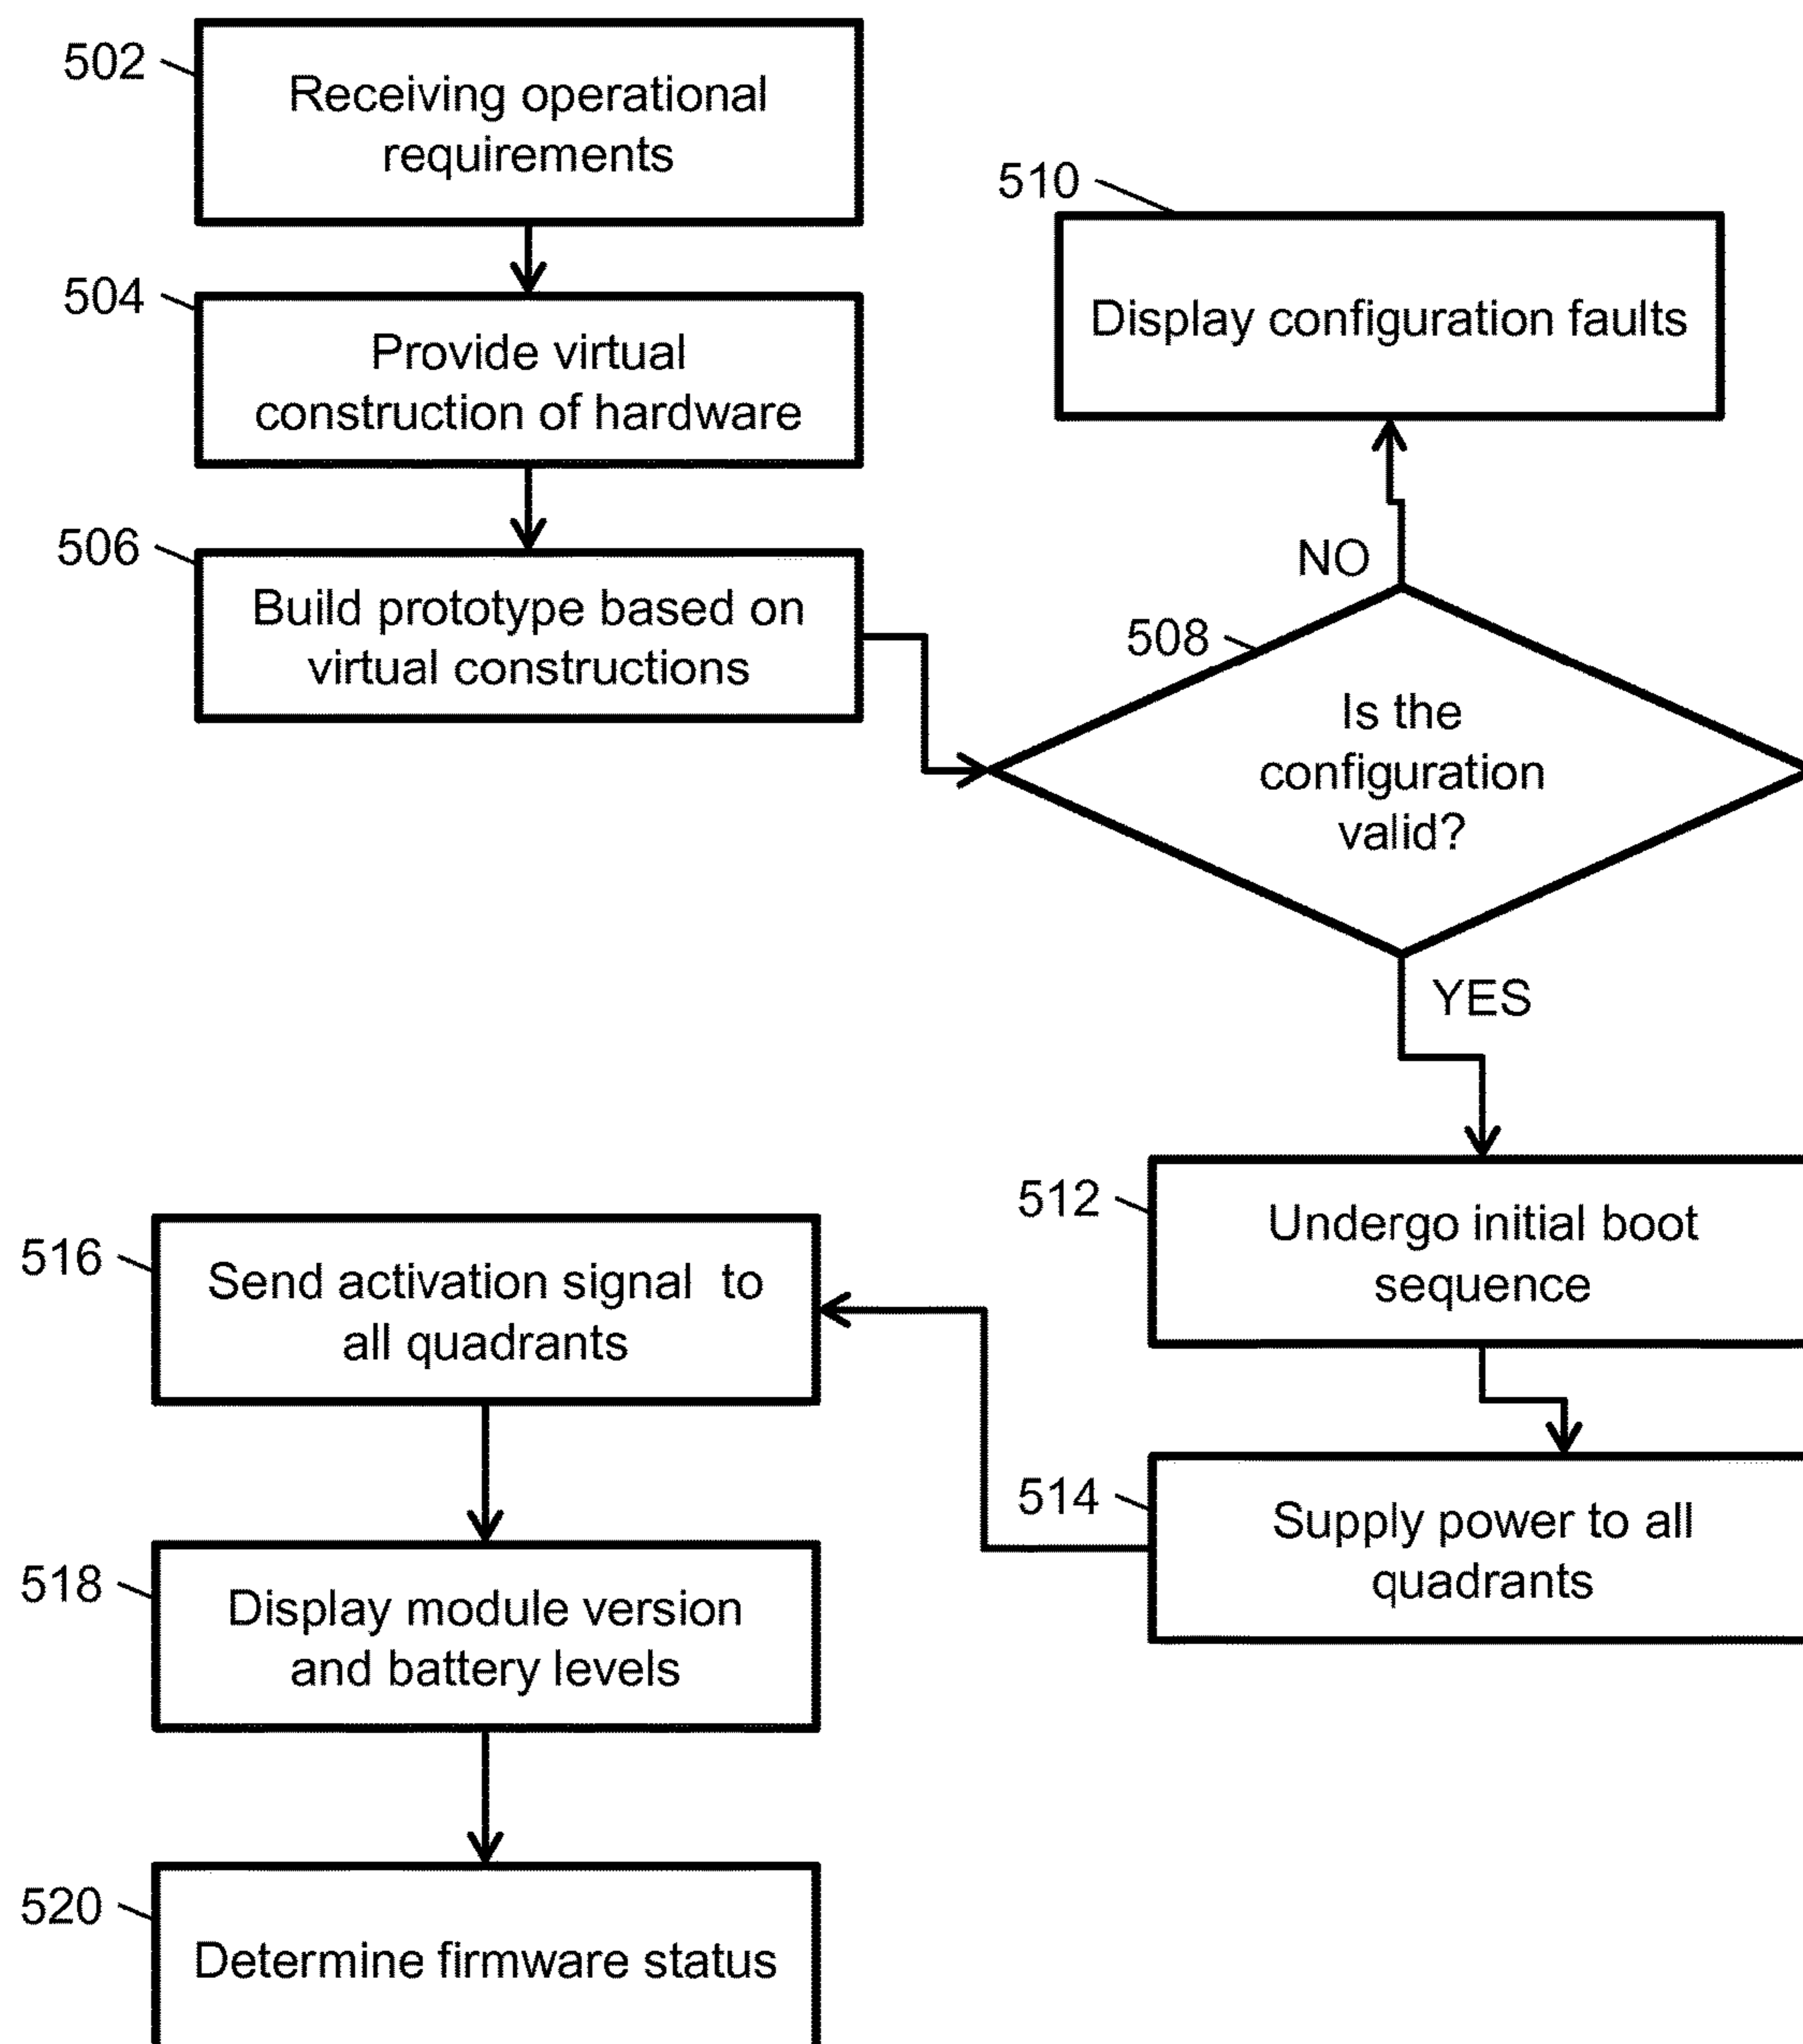 502
Receiving operational
requirements
504
Provide virtual
construction of hardware
506
Build prototype based on
virtual constructions
508
Is the
configuration
valid?
NO
510
Display configuration faults
YES
512
Undergo initial boot
sequence
514
Supply power to all
quadrants
516
Send activation signal to
all quadrants
518
Display module version
and battery levels
520
Determine firmware status